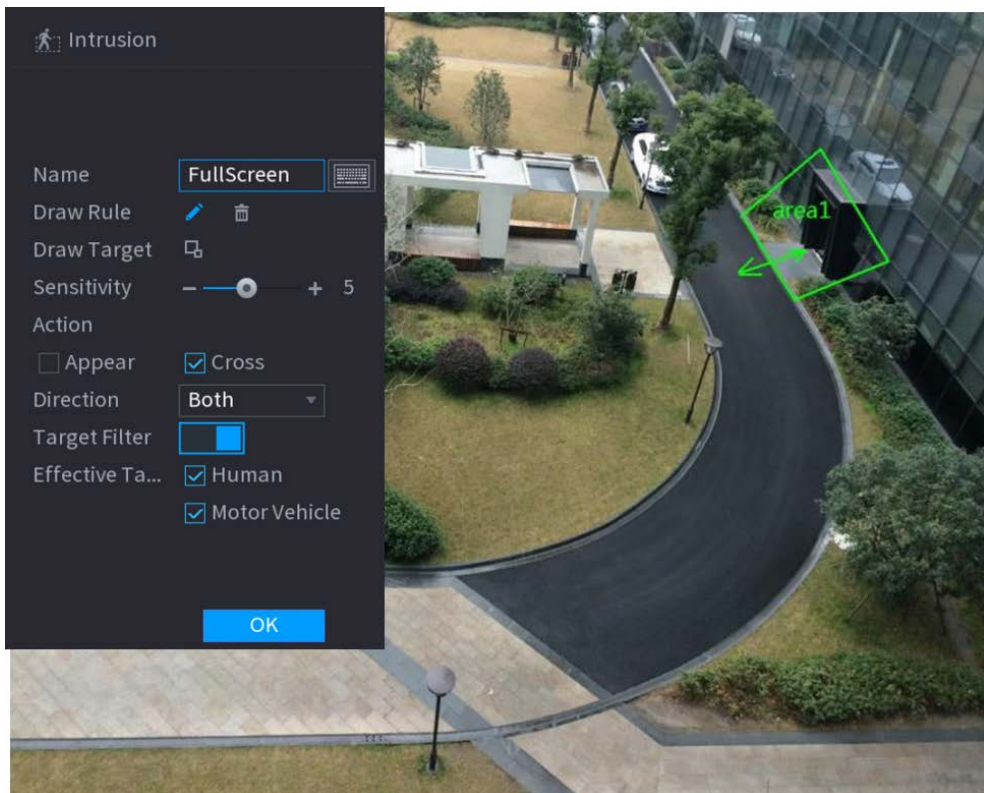 Intrusion
Name FullScreen
Draw Rule
Draw Target
Sensitivity - + 5
Action
Appear Cross
Direction Both
Target Filter
Effective Ta... Human
Motor Vehicle
OK
area1